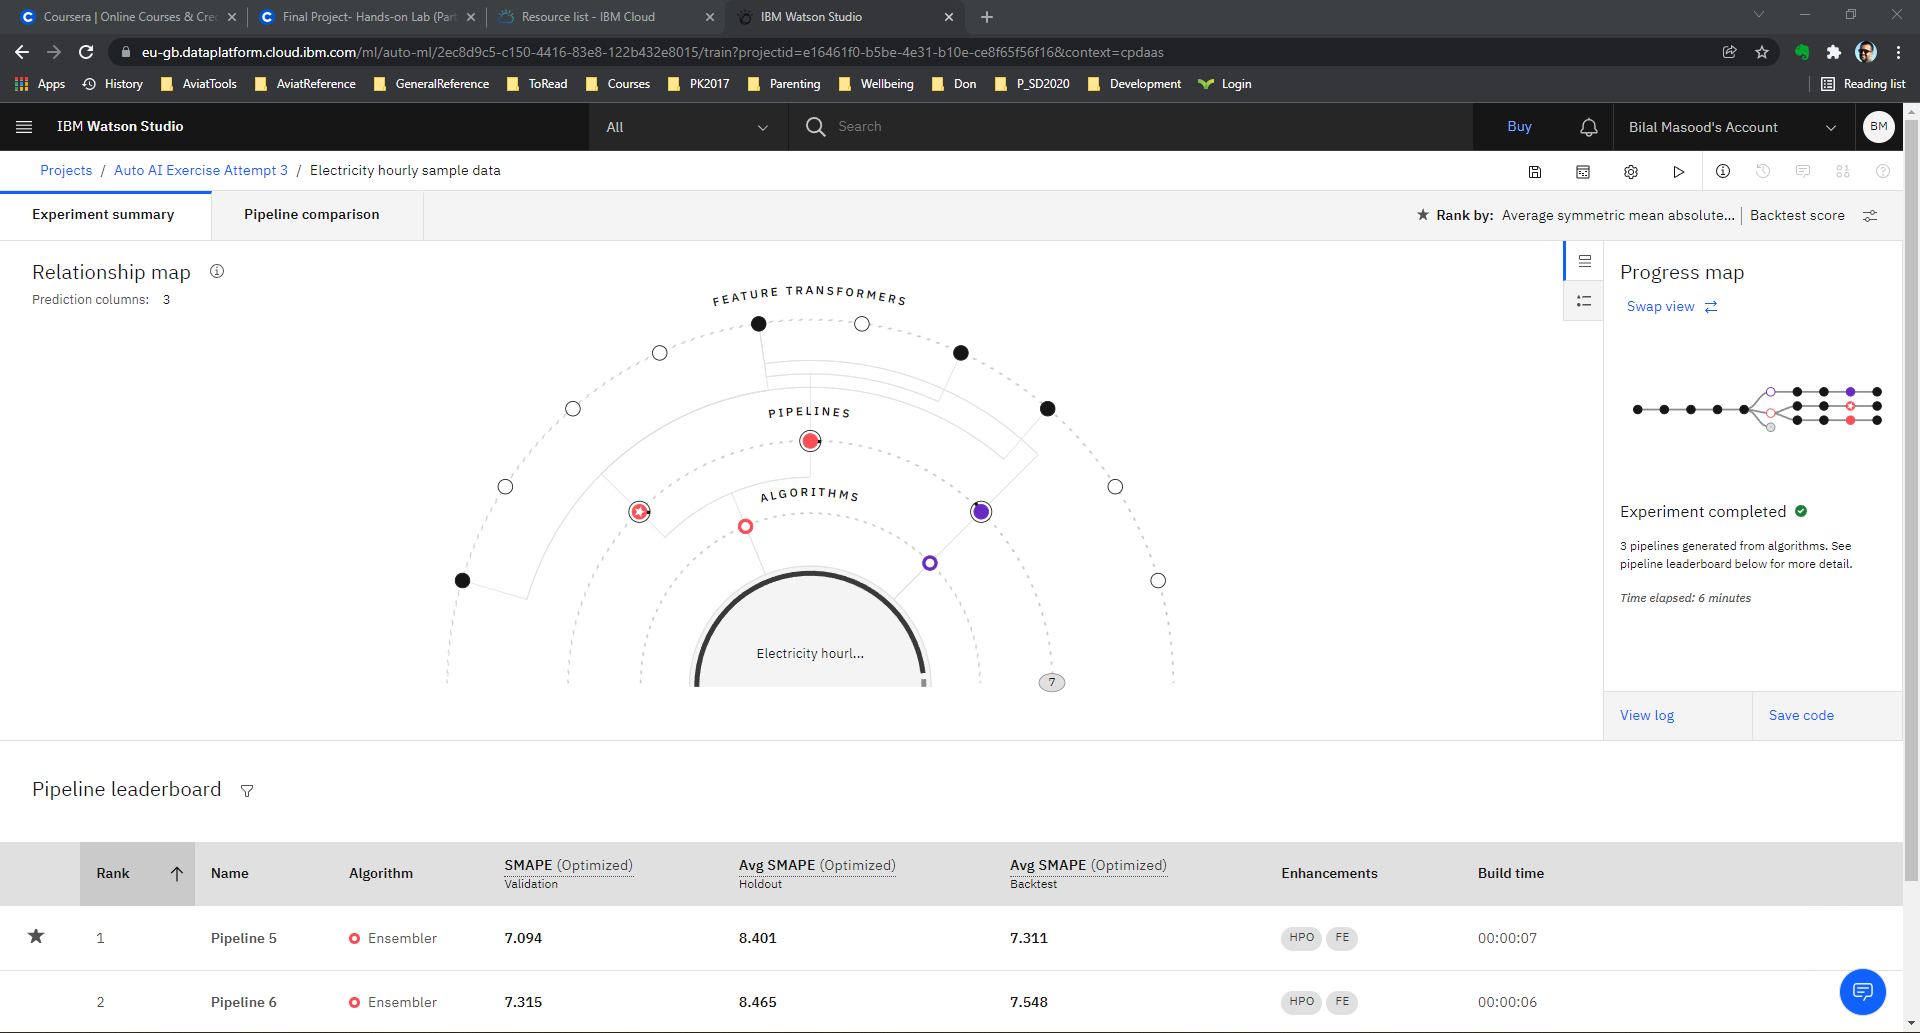 Coursera | Online Courses & Cre
Final Project- Hands-on Lab (Part
Resource list - IBM Cloud
IBM Watson Studio
eu-gb.dataplatform.cloud.ibm.com/ml/auto-ml/2ec8d9c5-c150-4416-83e8-122b432e8015/train?projectid=e16461f0-b5be-4e31-b10e-ce8f65f56f16&context=cpdaas
Apps History AviatTools AviatReference GeneralReference ToRead Courses PK2017 Parenting Wellbeing Don P_SD2020 Development Login Reading list
IBM Watson Studio All Search Buy Bilal Masood's Account BM
Projects / Auto AI Exercise Attempt 3 / Electricity hourly sample data
Experiment summary Pipeline comparison ★ Rank by: Average symmetric mean absolute... | Backtest score
Relationship map
Prediction columns: 3
FEATURE TRANSFORMERS
PIPELINES
ALGORITHMS
Electricity hourl...
7
Progress map
Swap view
Experiment completed
3 pipelines generated from algorithms. See
pipeline leaderboard below for more detail.
Time elapsed: 6 minutes
View log Save code
Pipeline leaderboard
Rank Name Algorithm SMAPE (Optimized) Avg SMAPE (Optimized) Avg SMAPE (Optimized) Enhancements Build time
Validation Holdout Backtest
★ 1 Pipeline 5 Ensembler 7.094 8.401 7.311 HPO FE 00:00:07
2 Pipeline 6 Ensembler 7.315 8.465 7.548 HPO FE 00:00:06